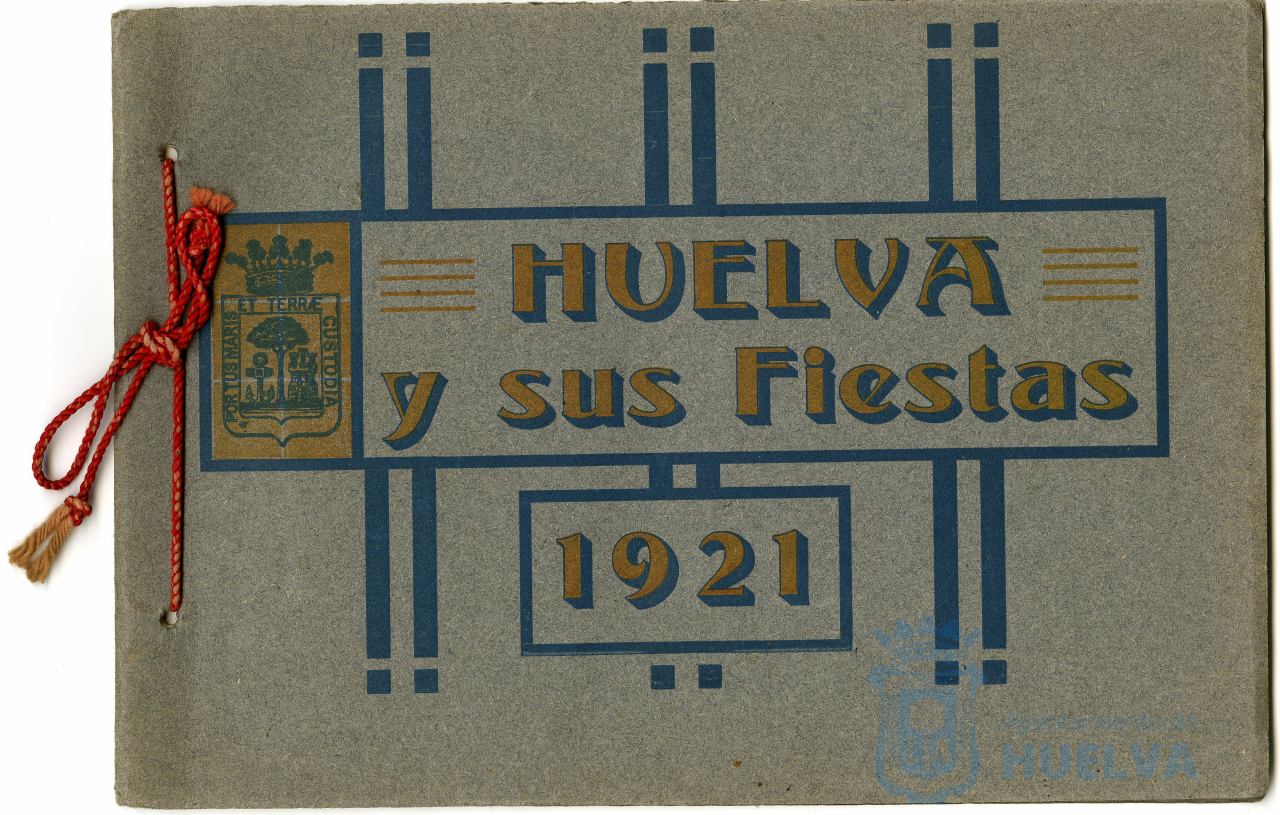 HUELVA
y sus Fiestas
1921
PORTUS MARIS ET TERRÆ CUSTODIA
Ayuntamiento de
HUELVA